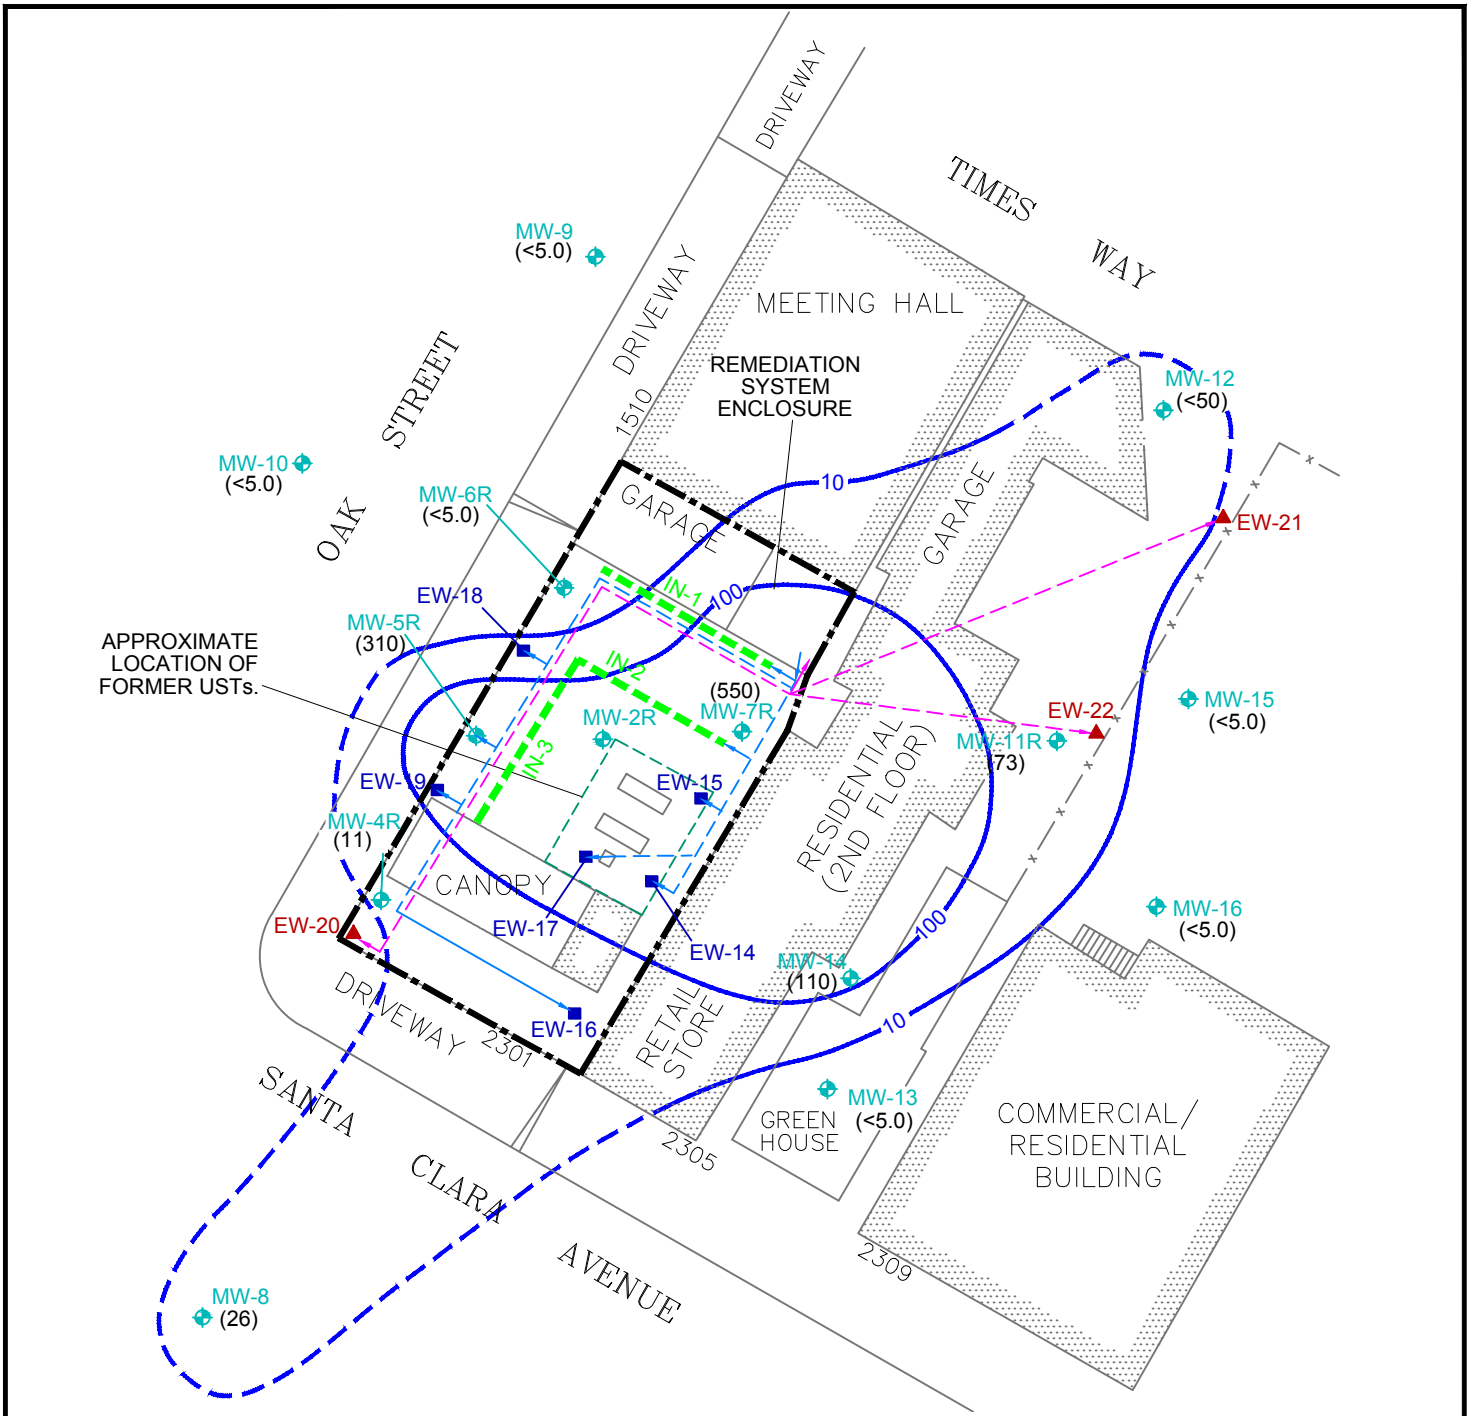 DRIVEWAY
TIMES
WAY
MW-9
(<5.0)
DRIVEWAY
MEETING HALL
OAK
STREET
1510
REMEDIATION
SYSTEM
ENCLOSURE
MW-12
(<50)
MW-10
(<5.0)
MW-6R
(<5.0)
GARAGE
10
GARAGE
EW-21
EW-18
IN-1
100
MW-5R
(310)
APPROXIMATE
LOCATION OF
FORMER USTs.
IN-2
(550)
MW-7R
MW-2R
EW-22
MW-15
(<5.0)
MW-11R
(73)
IN-3
EW-19
EW-15
RESIDENTIAL
(2ND FLOOR)
MW-4R
(11)
CANOPY
EW-20
EW-17
EW-14
100
MW-16
(<5.0)
MW-14
(110)
DRIVEWAY
2301
EW-16
RETAIL
STORE
10
SANTA
CLARA
AVENUE
MW-13
(<5.0)
GREEN
HOUSE
2305
COMMERCIAL/
RESIDENTIAL
BUILDING
2309
MW-8
(26)